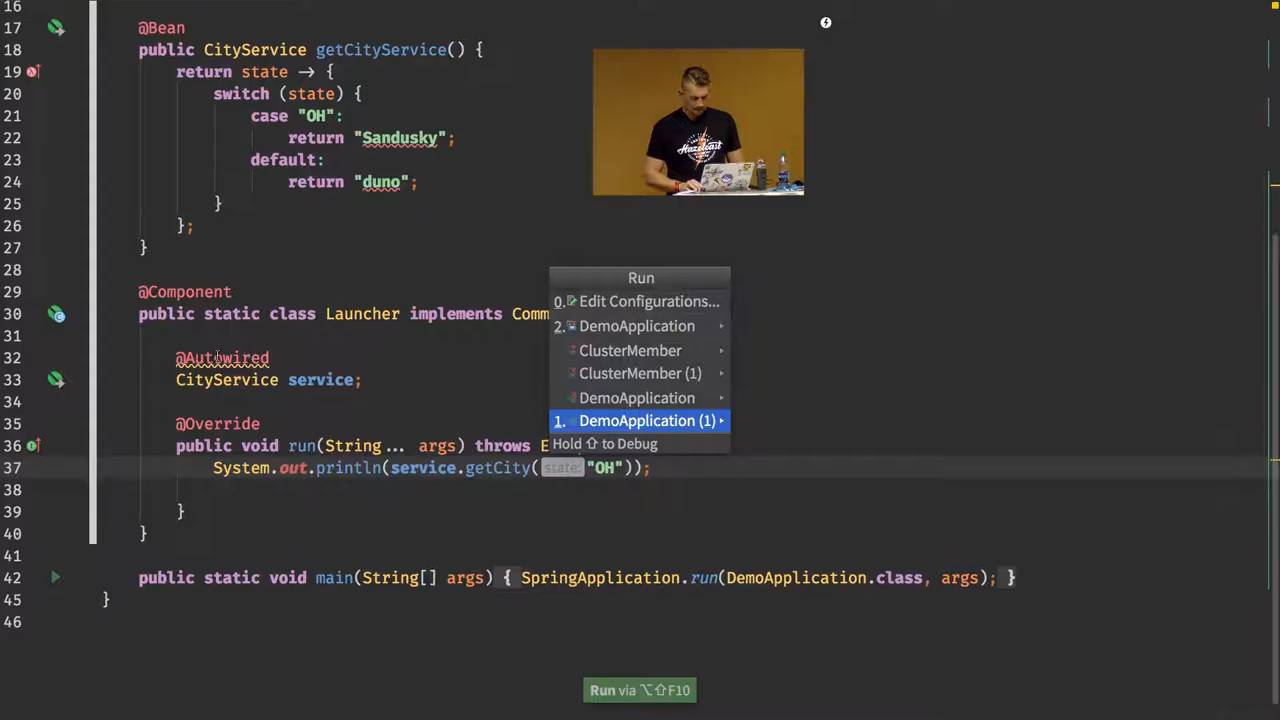 16
17 @Bean
18 public CityService getCityService() {
19 return state -> {
20 switch (state) {
21 case "OH":
22 return "Sandusky";
23 default:
24 return "duno";
25 }
26 };
27 }
28
29 @Component
30 public static class Launcher implements Comm
31
32 @Autowired
33 CityService service;
34
35 @Override
36 public void run(String... args) throws E
37 System.out.println(service.getCity( state: "OH"));
38
39 }
40 }
41
42 public static void main(String[] args) { SpringApplication.run(DemoApplication.class, args); }
45 }
46
Hazelcast
Run
0. Edit Configurations...
2. DemoApplication
ClusterMember
ClusterMember (1)
DemoApplication
1. DemoApplication (1)
Hold ⇧ to Debug
Run via ⌥⇧F10